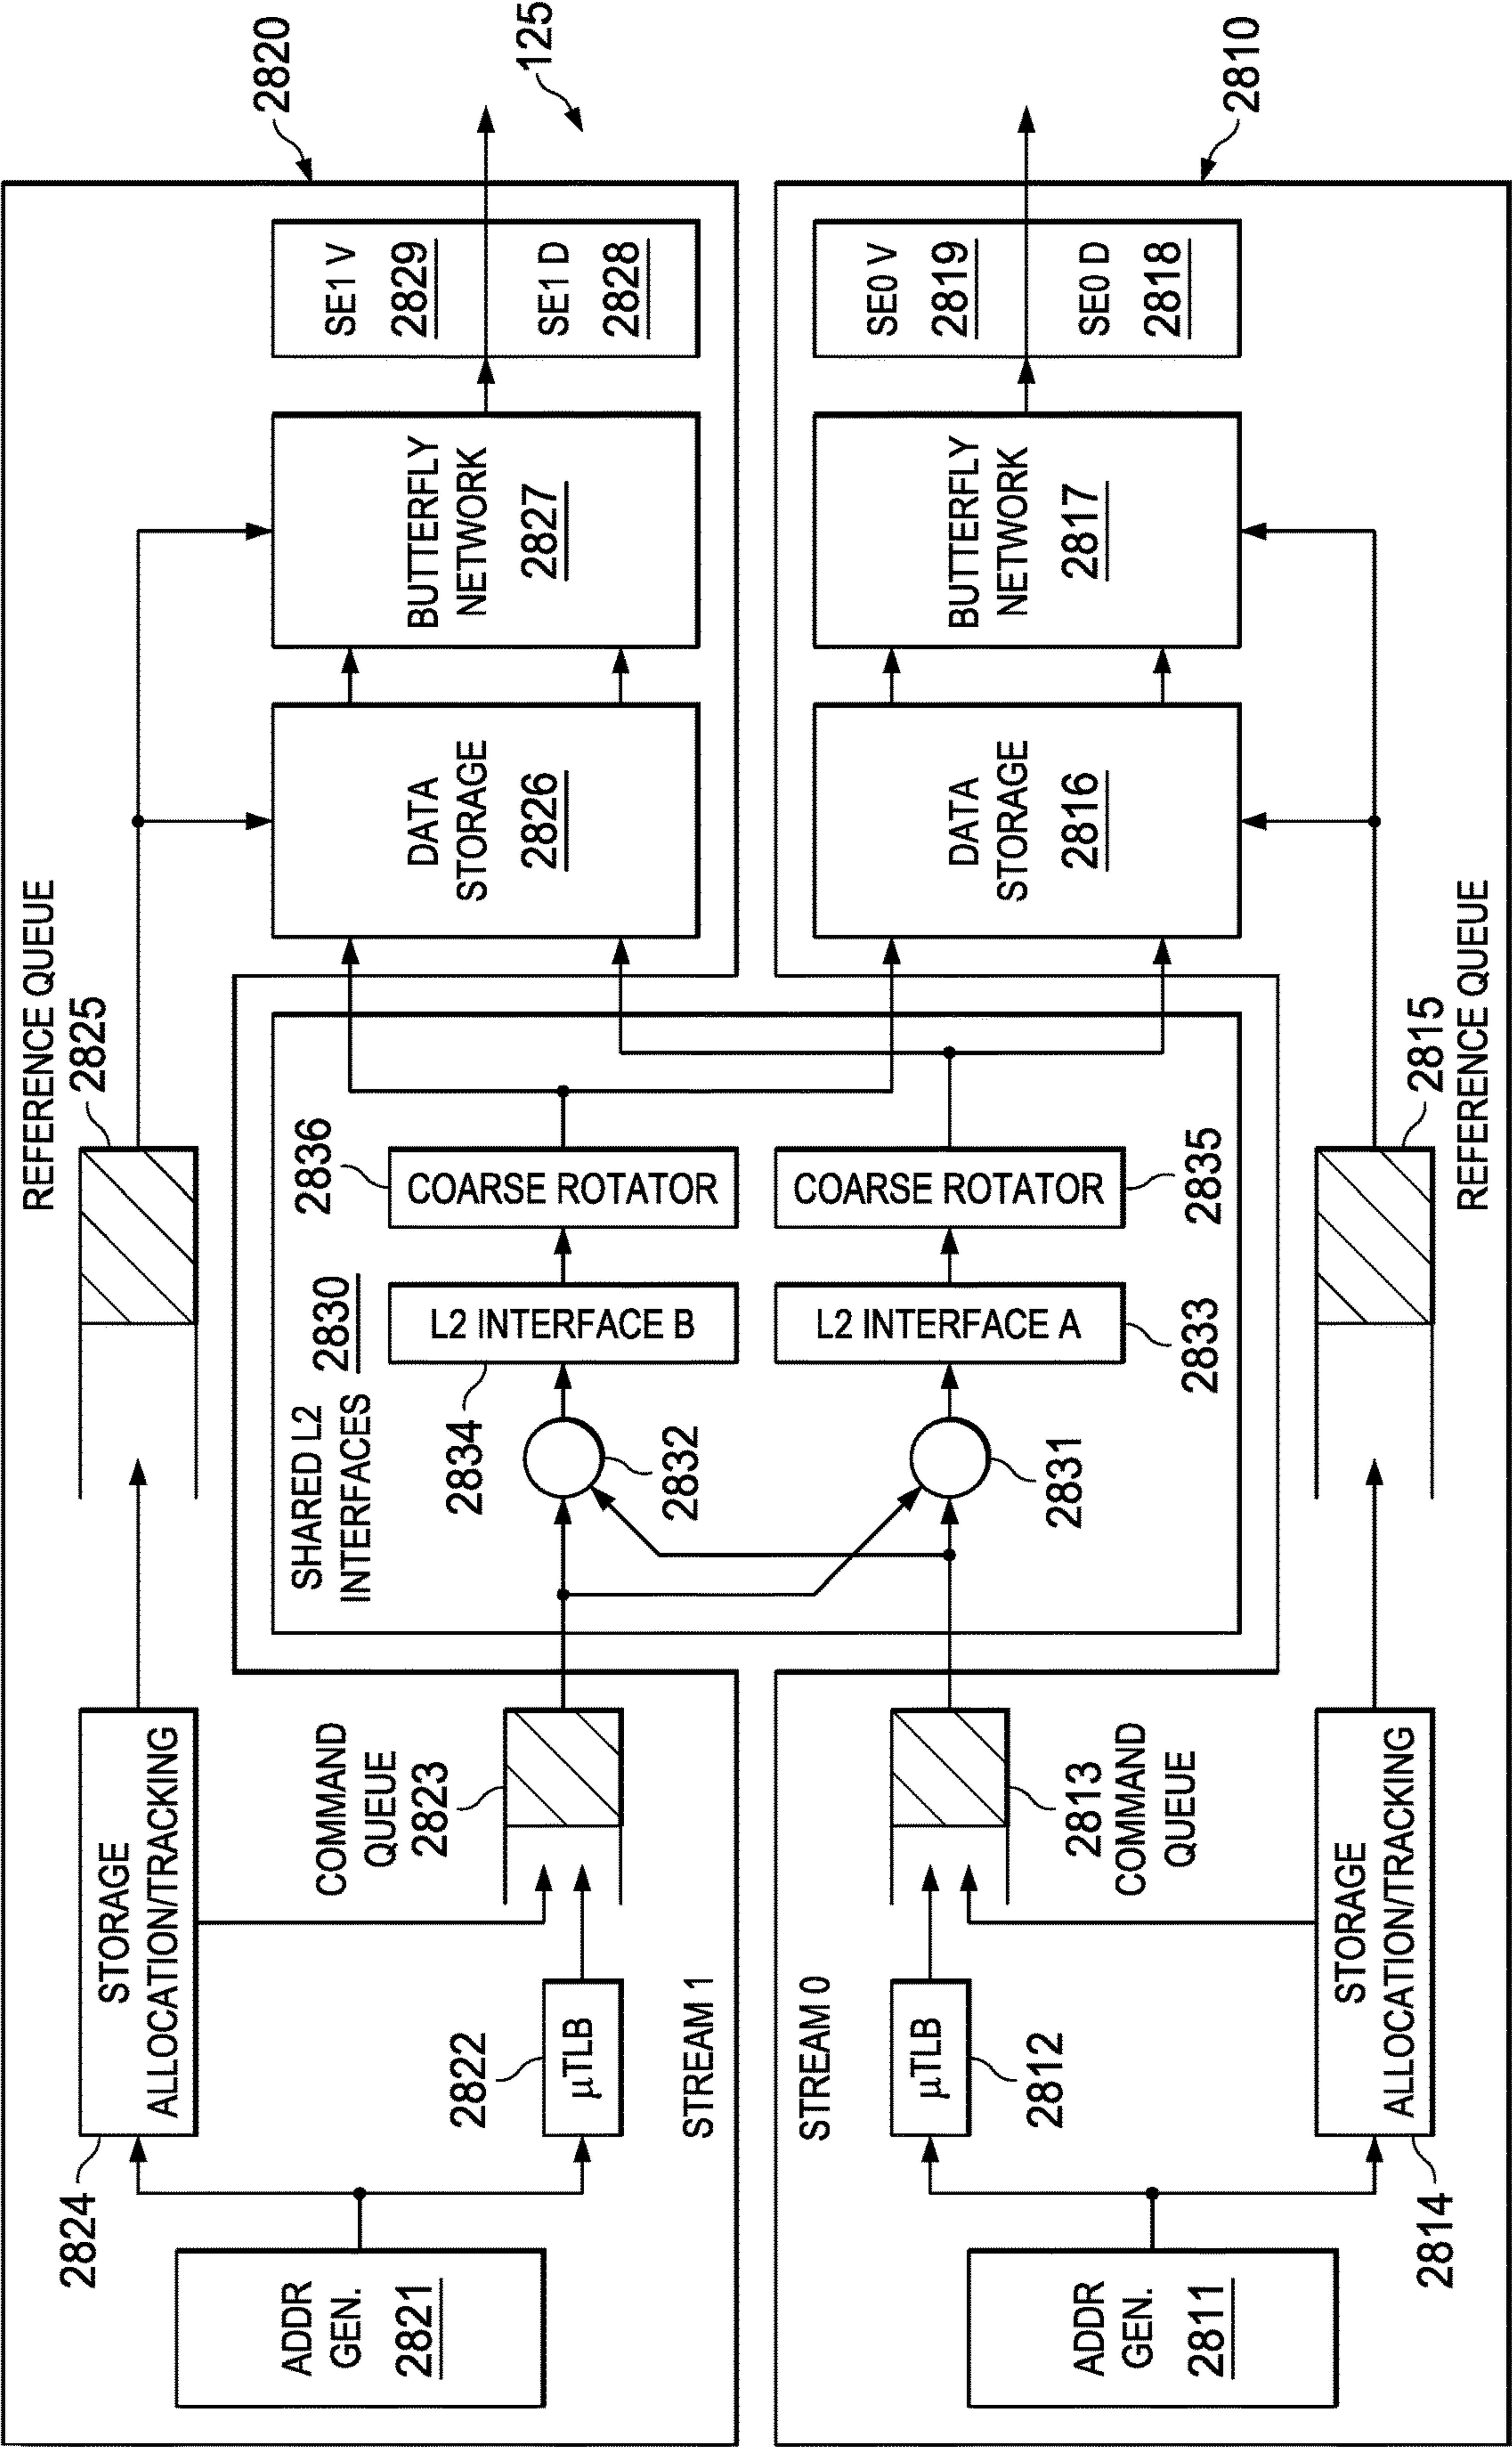 2820
125
2810
SE1 V
2829
SE1 D
2828
SE0 V
2819
SE0 D
2818
BUTTERFLY
NETWORK
2827
BUTTERFLY
NETWORK
2817
DATA
STORAGE
2826
DATA
STORAGE
2816
REFERENCE QUEUE
2825
2815
REFERENCE QUEUE
2836
COARSE ROTATOR
COARSE ROTATOR
2835
SHARED L2
INTERFACES
2830
L2 INTERFACE B
2834
L2 INTERFACE A
2833
2832
2831
STORAGE
ALLOCATION/TRACKING
2824
COMMAND
QUEUE
2823
2813
COMMAND
QUEUE
STORAGE
ALLOCATION/TRACKING
2814
2822
µTLB
STREAM 1
STREAM 0
µTLB
2812
ADDR
GEN.
2821
ADDR
GEN.
2811